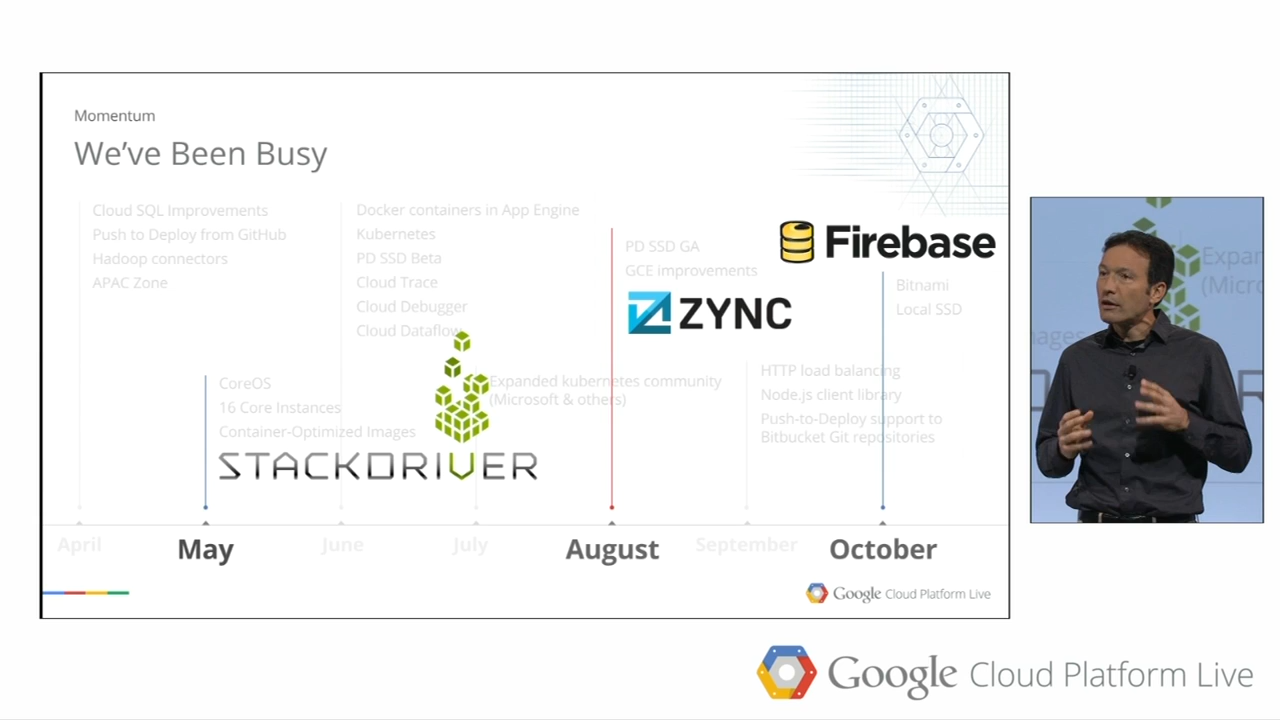 Momentum
We've Been Busy
Cloud SQL Improvements
Push to Deploy from GitHub
Hadoop connectors
APAC Zone
Docker containers in App Engine
Kubernetes
PD SSD Beta
Cloud Trace
Cloud Debugger
Cloud Dataflow
PD SSD GA
GCE improvements
ZYNC
Firebase
Bitnami
Local SSD
CoreOS
16 Core Instances
Container-Optimized Images
STACKDRIVER
Expanded kubernetes community
(Microsoft & others)
HTTP load balancing
Node.js client library
Push-to-Deploy support to
Bitbucket Git repositories
April
May
June
July
August
September
October
Google Cloud Platform Live
Expan
(Micro
ages
Google Cloud Platform Live